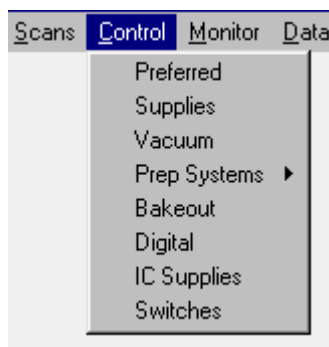 Scans Control Monitor Data
Preferred
Supplies
Vacuum
Prep Systems
Bakeout
Digital
IC Supplies
Switches